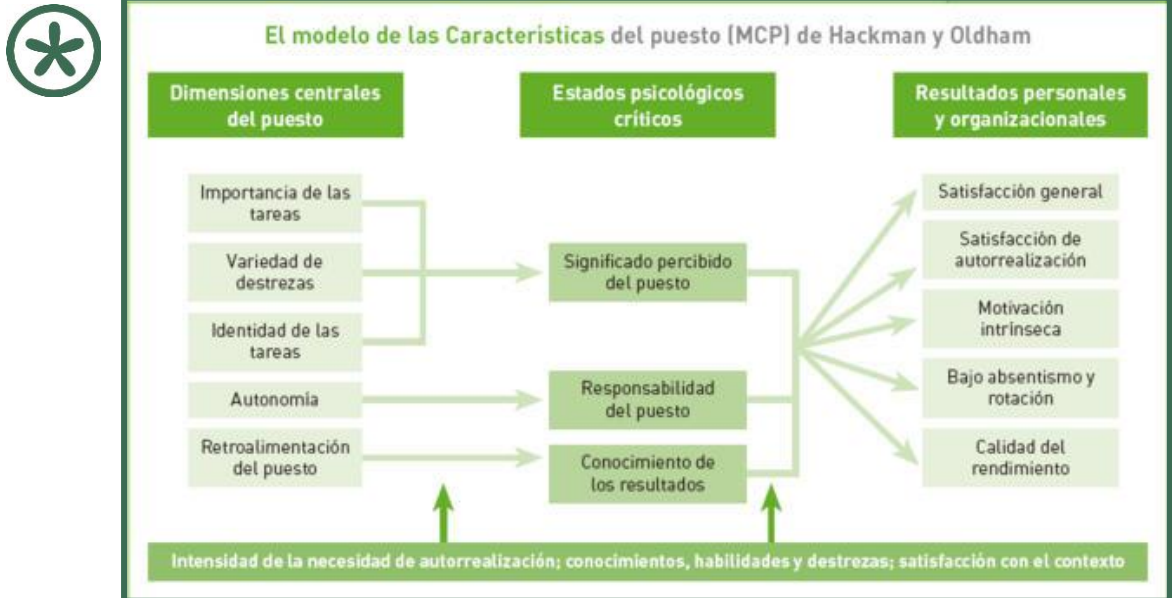 El modelo de las Caracteristicas del puesto (MCP) de Hackman y Oldham
Dimensiones centrales
del puesto
Importancia de las
tareas
Variedad de
destrezas
Identidad de las
tareas
Autonomía
Retroalimentación
del puesto
Estados psicológicos
críticos
Significado percibido
del puesto
Responsabilidad
del puesto
Conocimiento de
los resultados
Resultados personales
y organizacionales
Satisfacción general
Satisfacción de
autorrealización
Motivación
intrínseca
Bajo absentismo y
rotación
Calidad del
rendimiento
Intensidad de la necesidad de autorrealización; conocimientos, habilidades y destrezas; satisfacción con el contexto